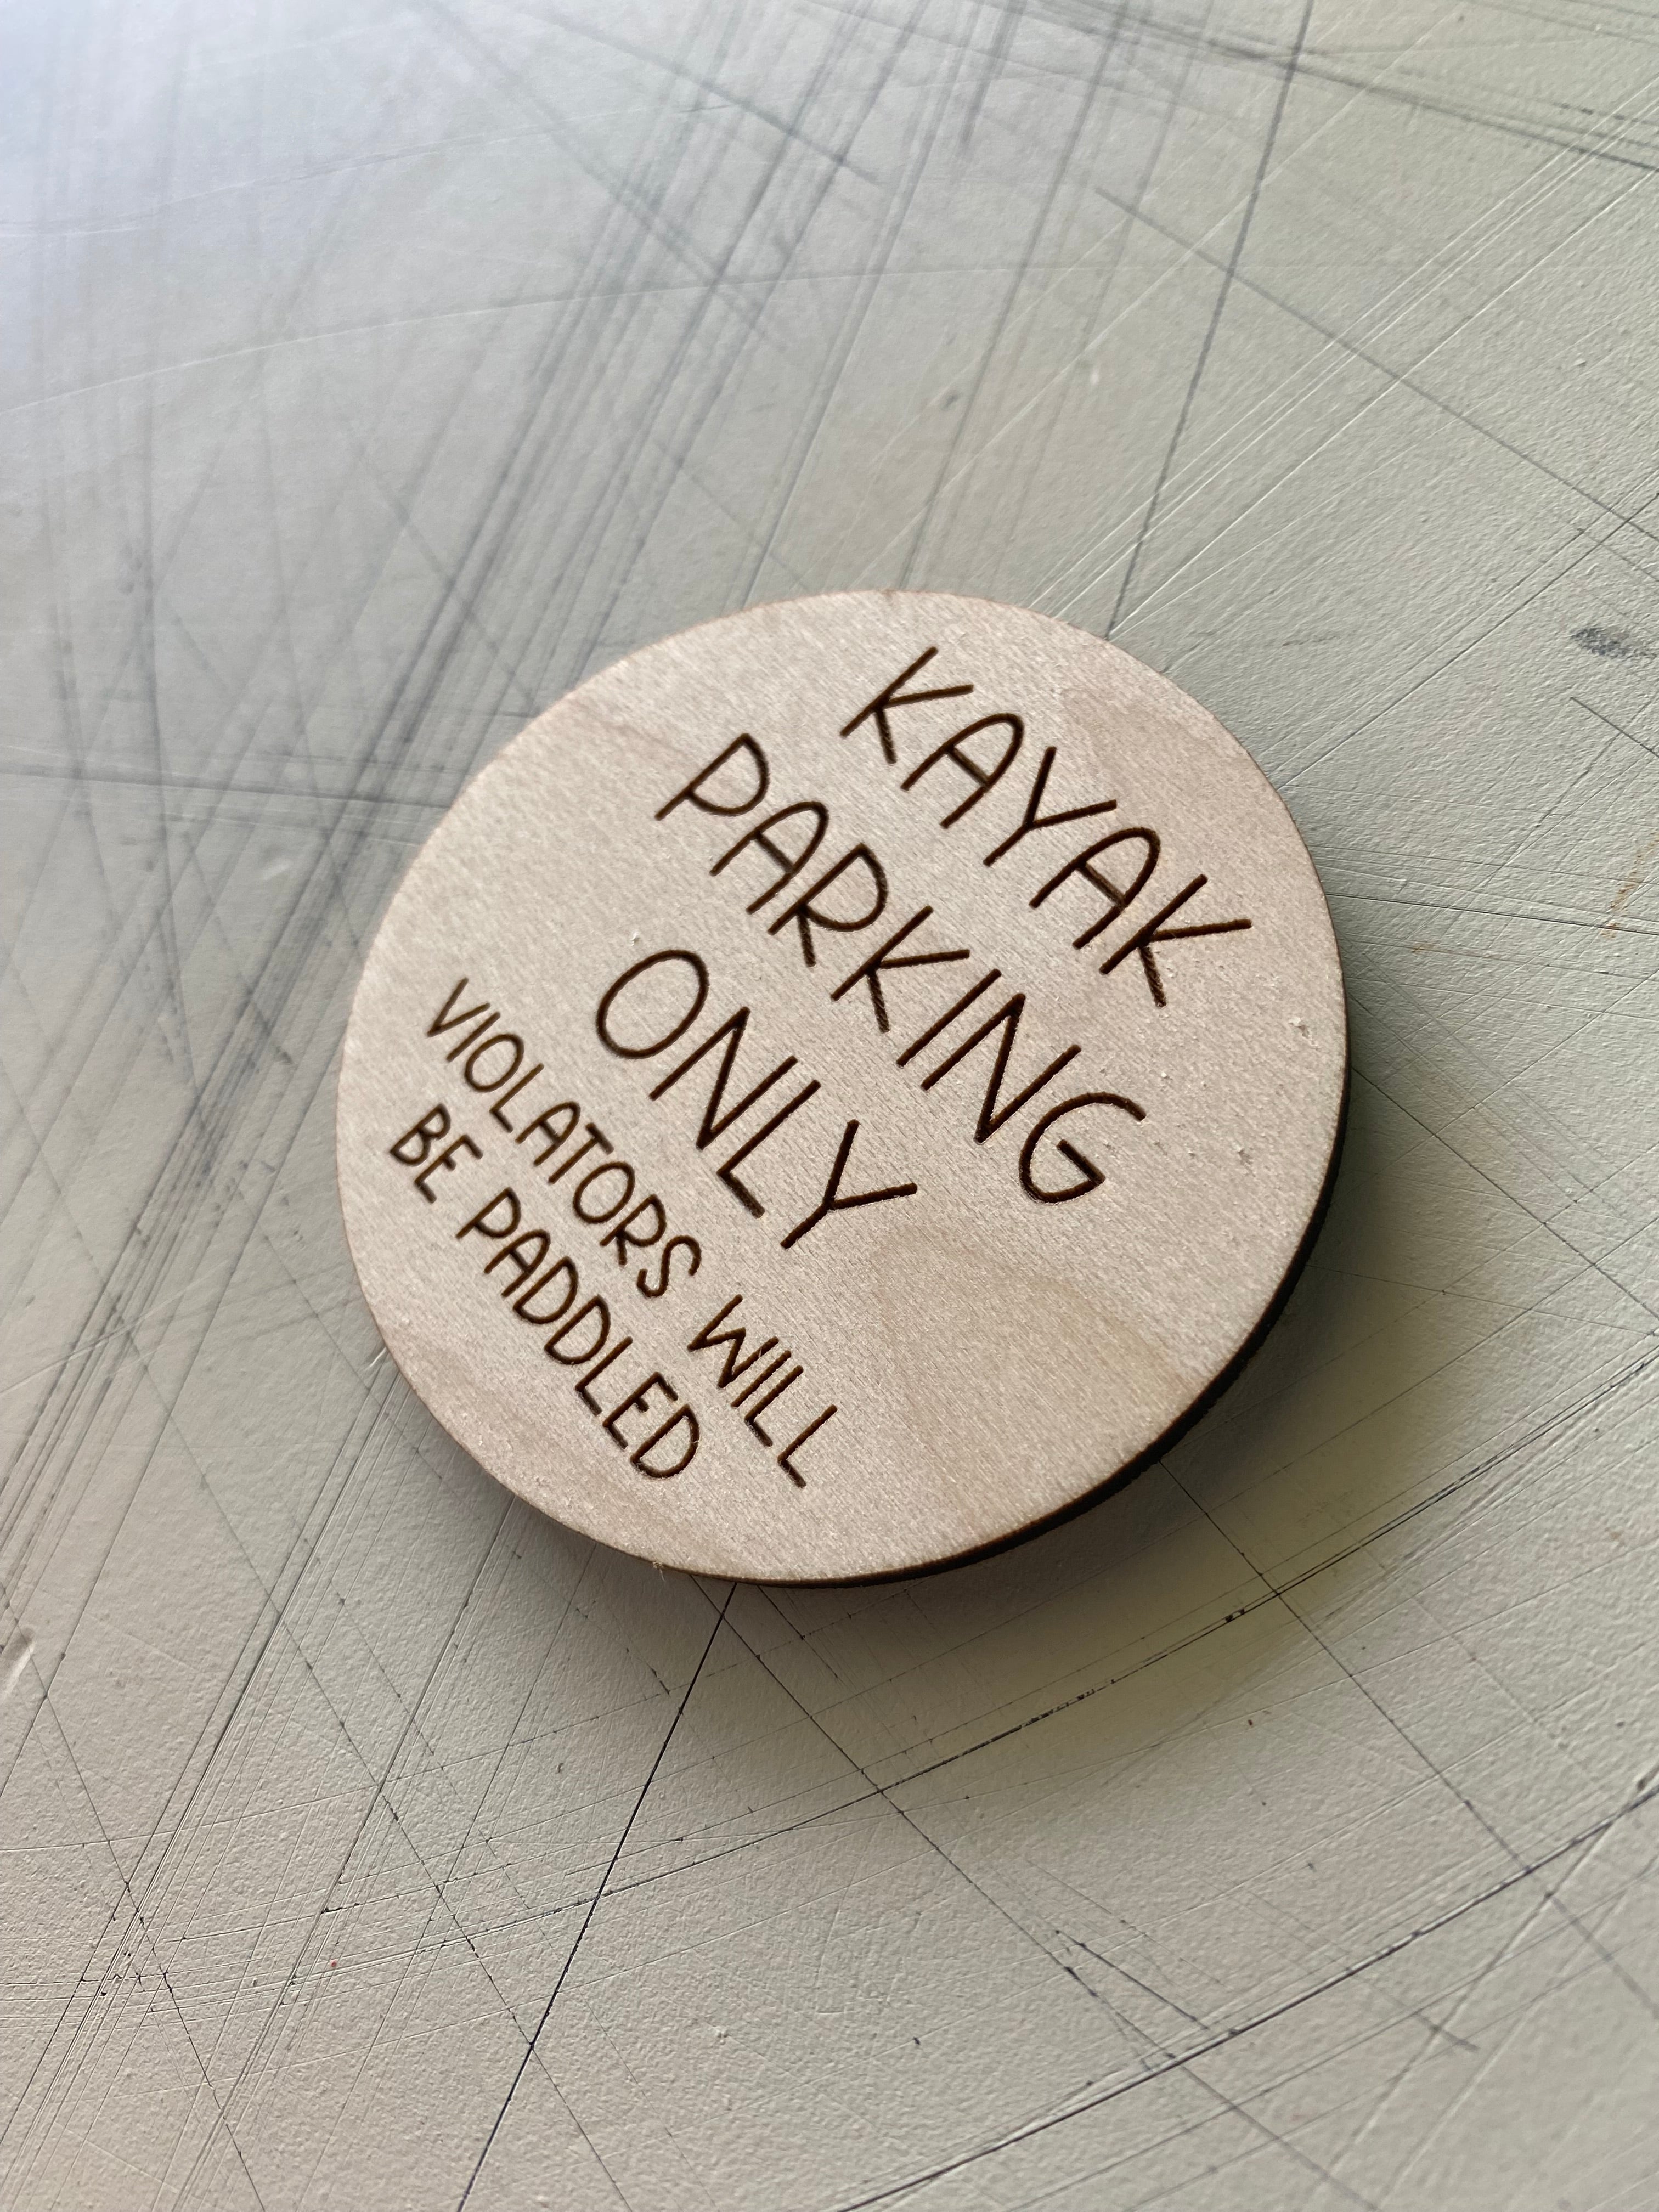 KAYAK
PARKING
ONLY
VIOLATORS WILL
BE PADDLED